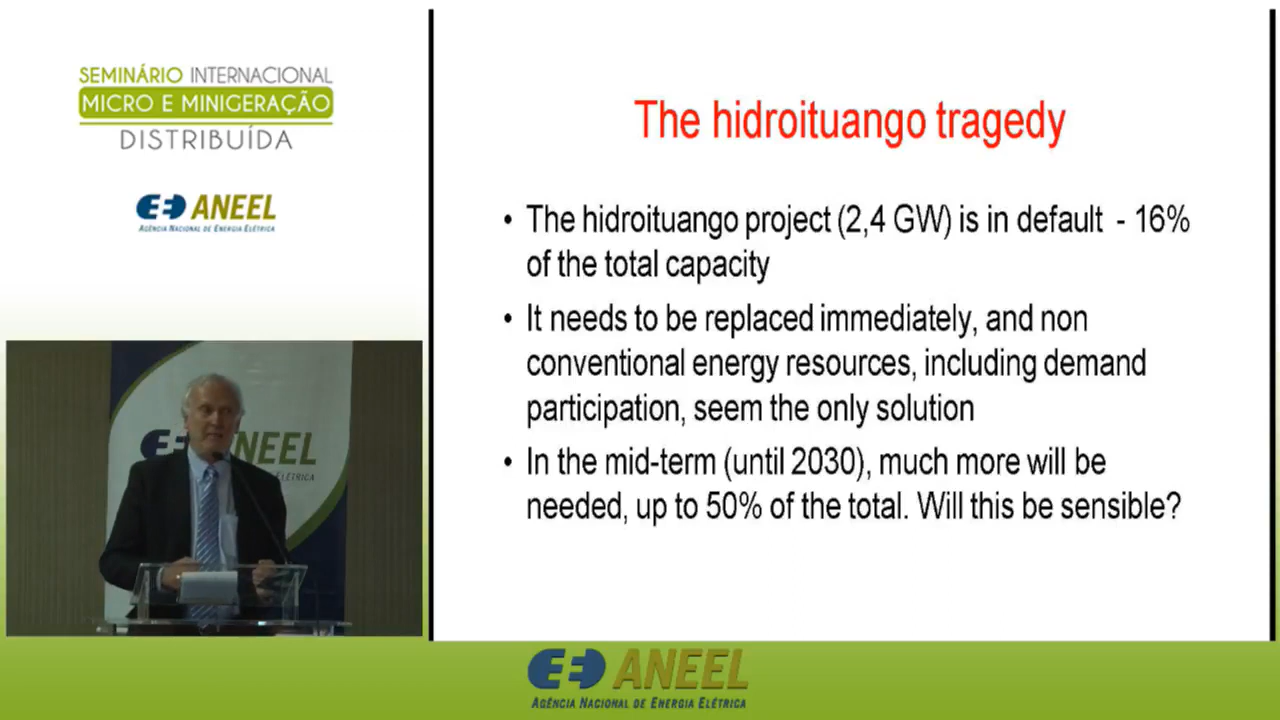 SEMINÁRIO INTERNACIONAL
MICRO E MINIGERAÇÃO
DISTRIBUÍDA
ANEEL
AGÊNCIA NACIONAL DE ENERGIA ELÉTRICA
The hidroituango tragedy
• The hidroituango project (2,4 GW) is in default - 16%
of the total capacity
• It needs to be replaced immediately, and non
conventional energy resources, including demand
participation, seem the only solution
• In the mid-term (until 2030), much more will be
needed, up to 50% of the total. Will this be sensible?
ANEEL
ELÉTRICA
ANEEL
AGÊNCIA NACIONAL DE ENERGIA ELÉTRICA